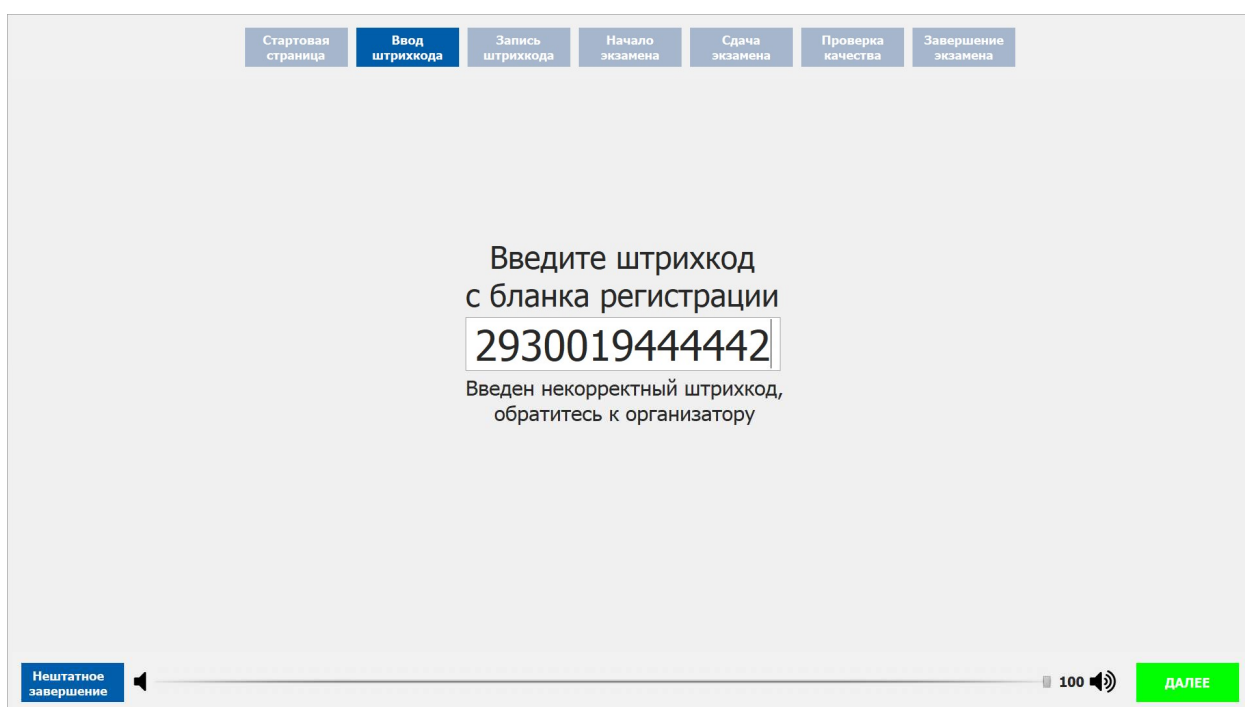 Стартовая
страница
Ввод
штрихкода
Запись
штрихкода
Начало
экзамена
Сдача
экзамена
Проверка
качества
Завершение
экзамена
Введите штрихкод
с бланка регистрации
2930019444442
Введен некорректный штрихкод,
обратитесь к организатору
Нештатное
завершение
100
ДАЛЕЕ